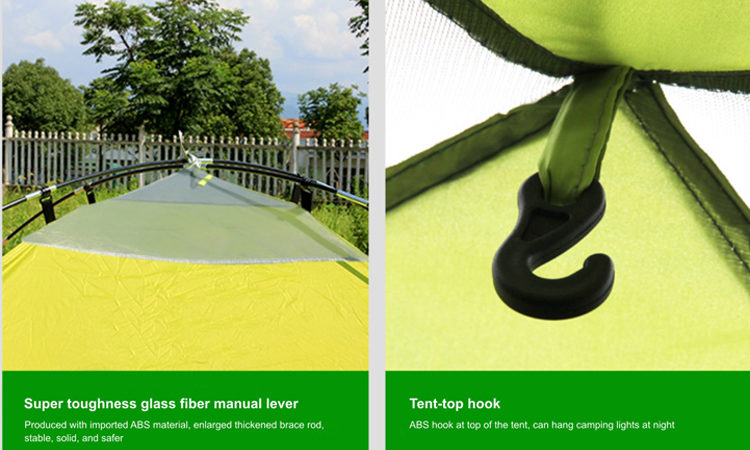 Super toughness glass fiber manual lever
Produced with imported ABS material, enlarged thickened brace rod,
stable, solid, and safer
Tent-top hook
ABS hook at top of the tent, can hang camping lights at night